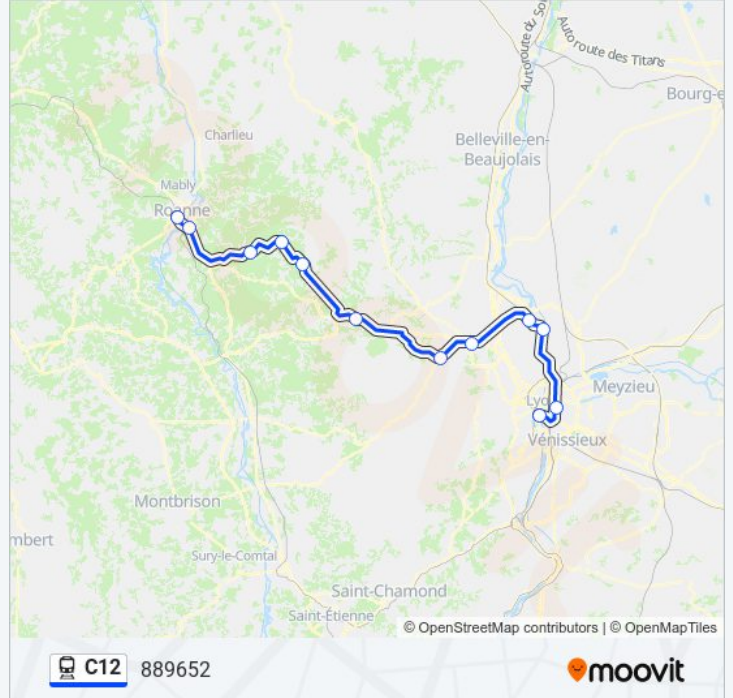 Autoroute du So
Autoroute des Titans
Bourg-e
Charlieu
Belleville-en-
Beaujolais
Mably
Roanne
Meyzieu
Lyo
Vénissieux
Montbrison
mbert
Sury-le-Comtal
Saint-Chamond
Saint-Étienne
© OpenStreetMap contributors | © OpenMapTiles
C12 889652
moovit